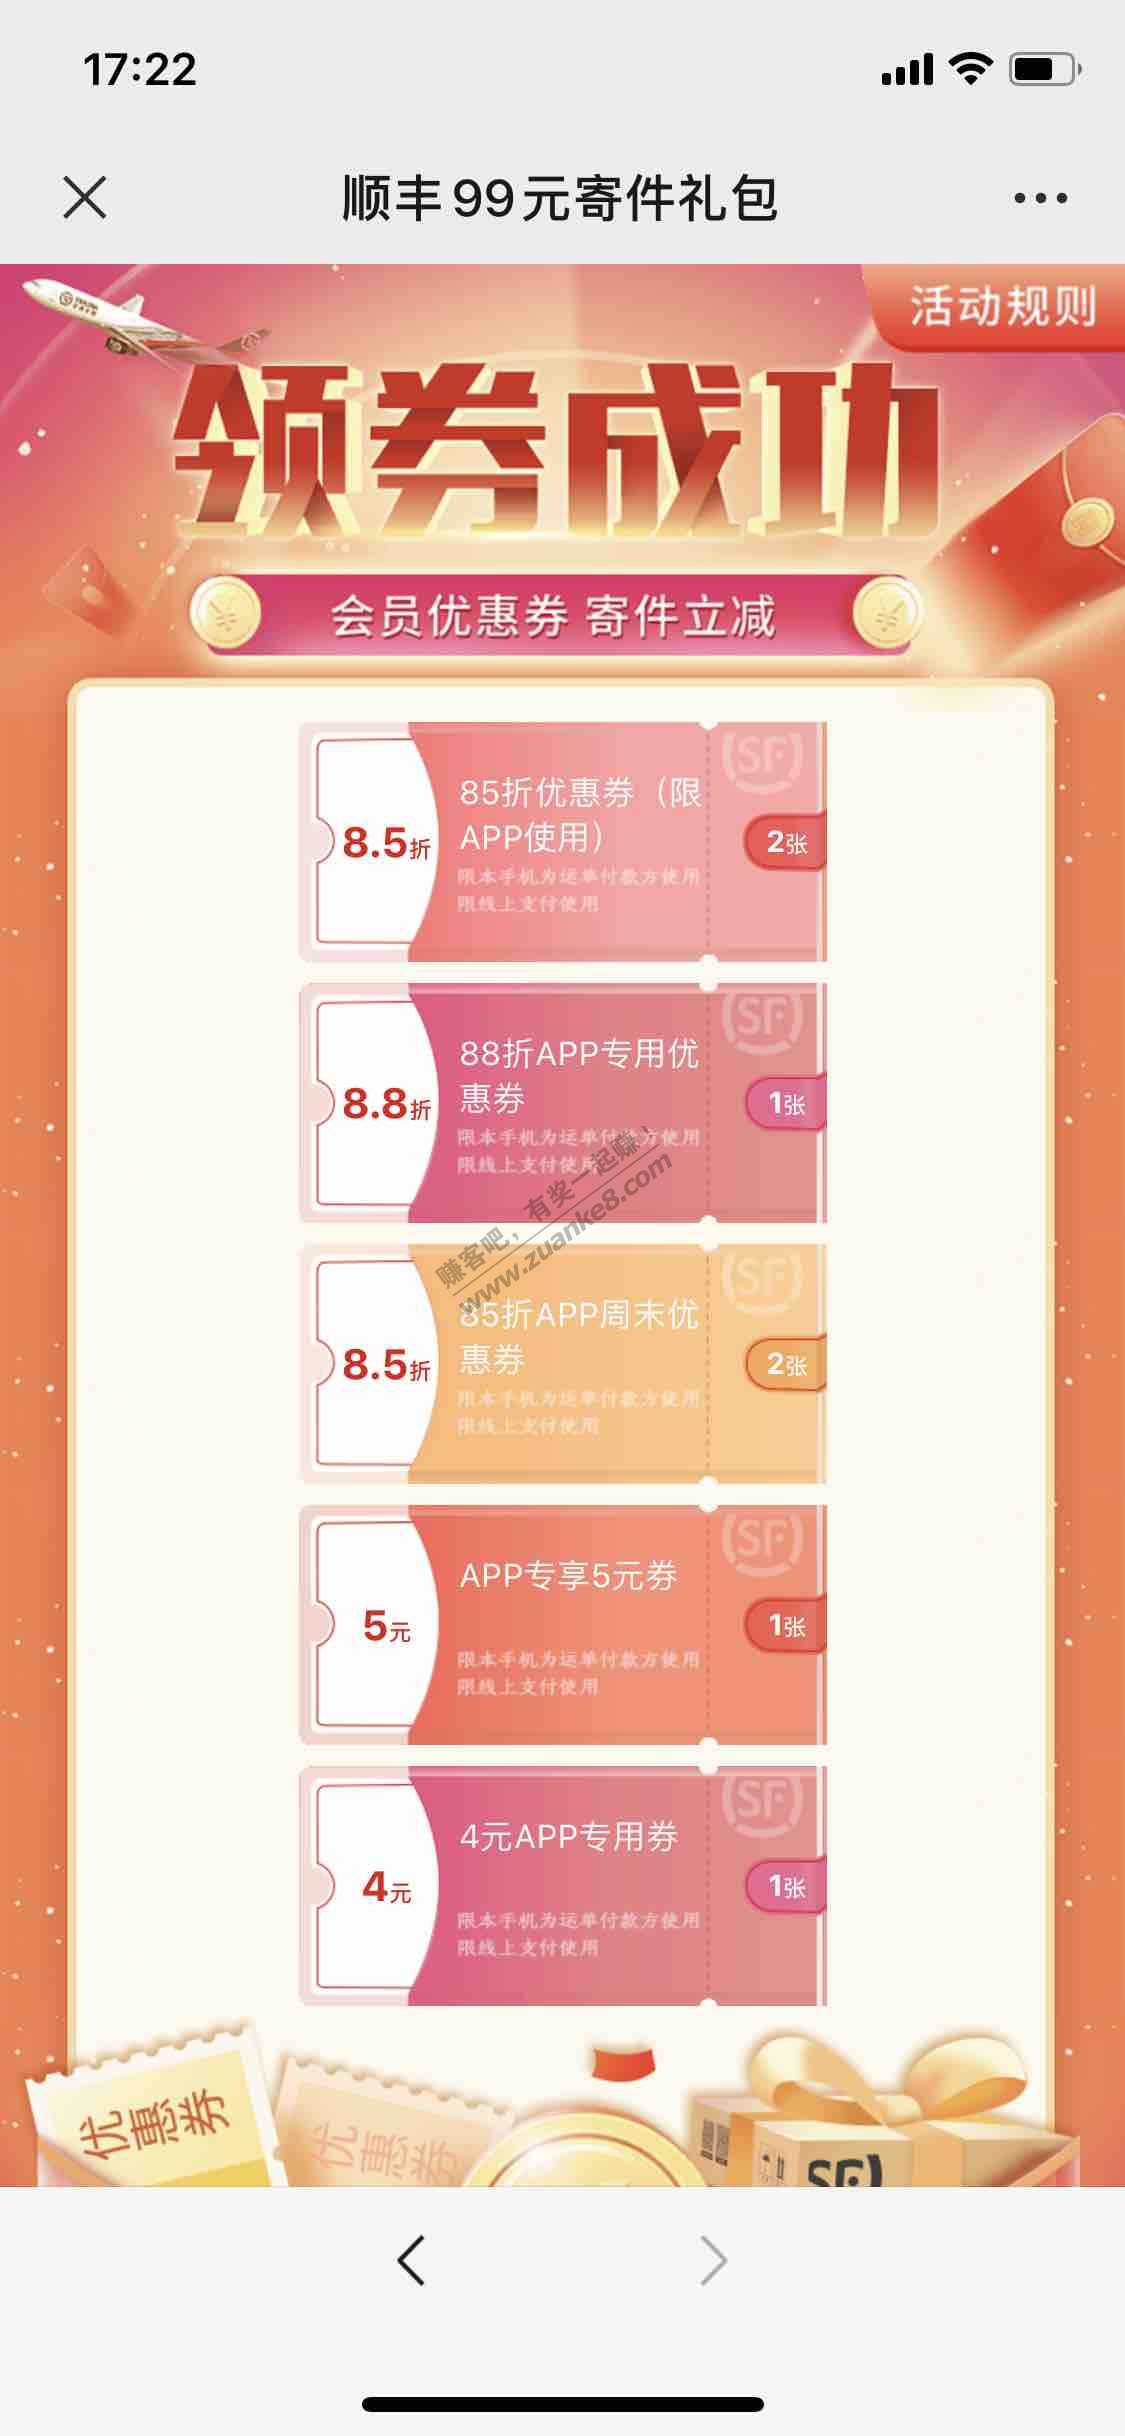 17:22
顺丰99元寄件礼包
活动规则
领券成功
会员优惠券 寄件立减
SF
85折优惠券（限
APP使用）
8.5折
2张
限本手机为运单付款方使用
限线上支付使用
SF
88折APP专用优
惠券
8.8折
1张
限本手机为运单付款方使用
限线上支付使用
赚客吧，有奖一起赚！
www.zuanke8.com
SF
85折APP周末优
惠券
8.5折
2张
限本手机为运单付款方使用
限线上支付使用
SF
APP专享5元券
5元
1张
限本手机为运单付款方使用
限线上支付使用
SF
4元APP专用券
4元
1张
限本手机为运单付款方使用
限线上支付使用
优惠券
优惠券
SF